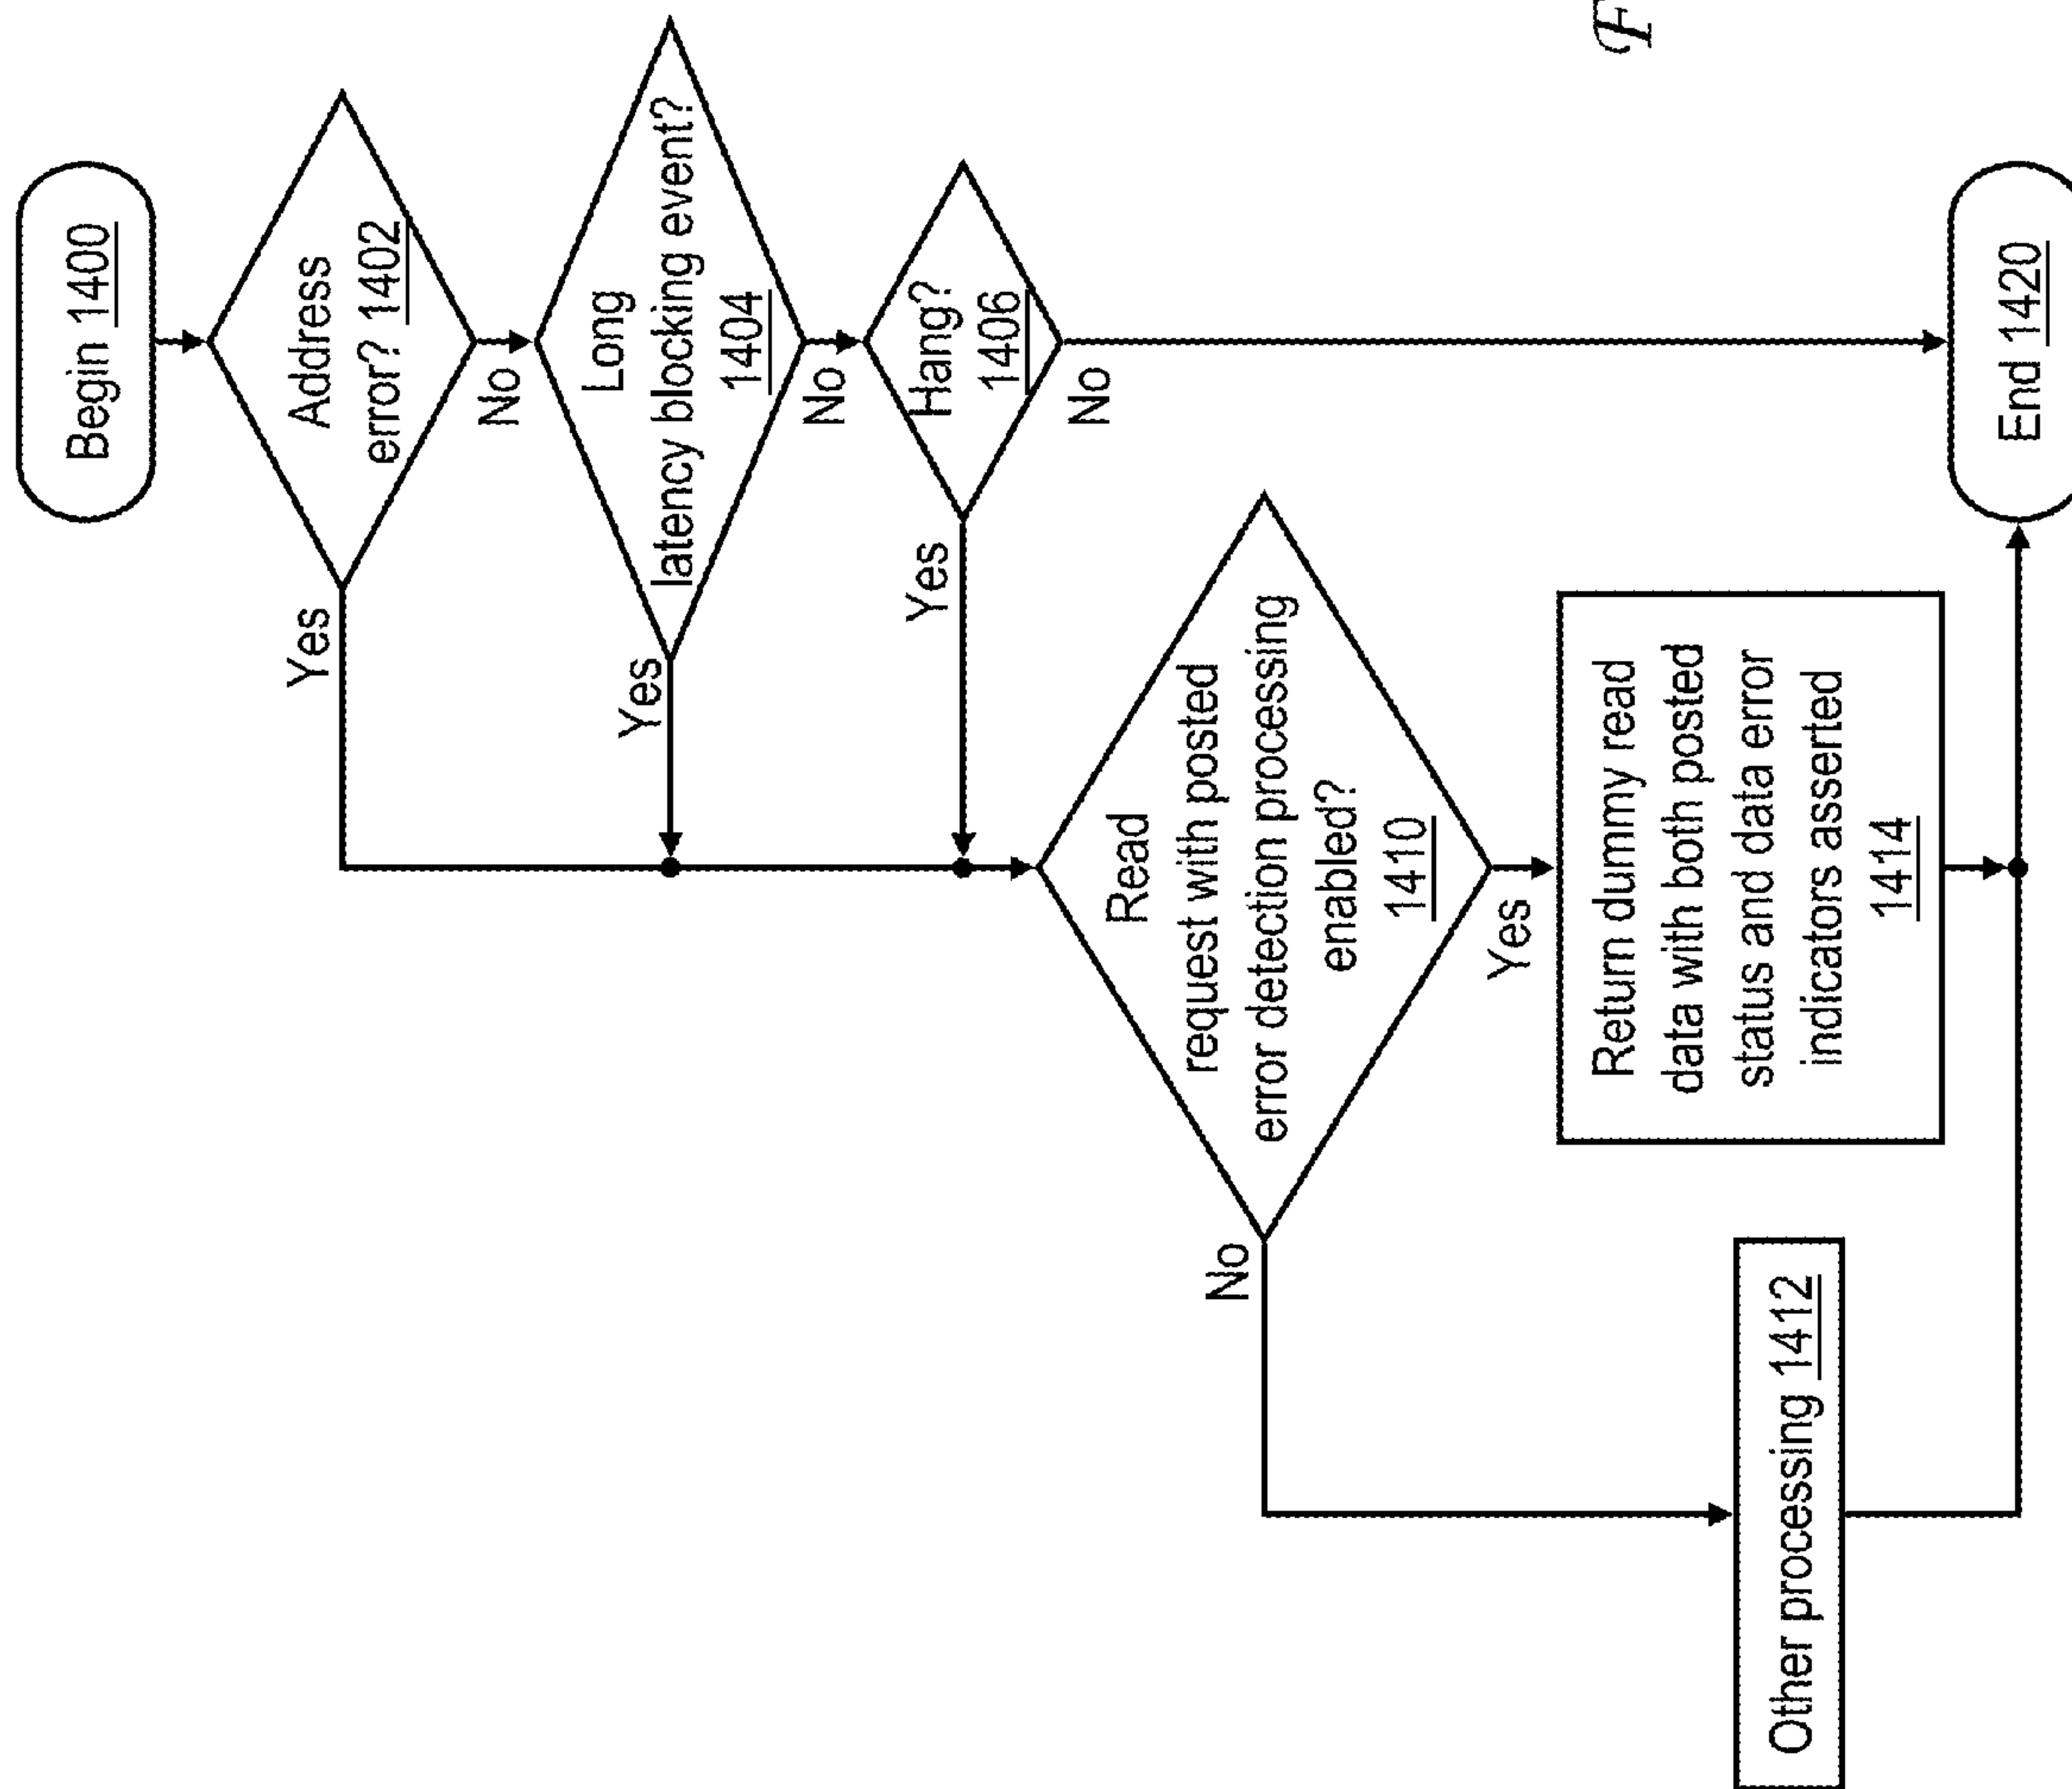 Begin 1400
Address
error? 1402
Yes
No
Long
latency blocking event?
1404
Yes
No
Hang?
1406
Yes
No
Read
request with posted
error detection processing
enabled?
1410
No
Yes
Other processing 1412
Return dummy read
data with both posted
status and data error
indicators asserted
1414
End 1420